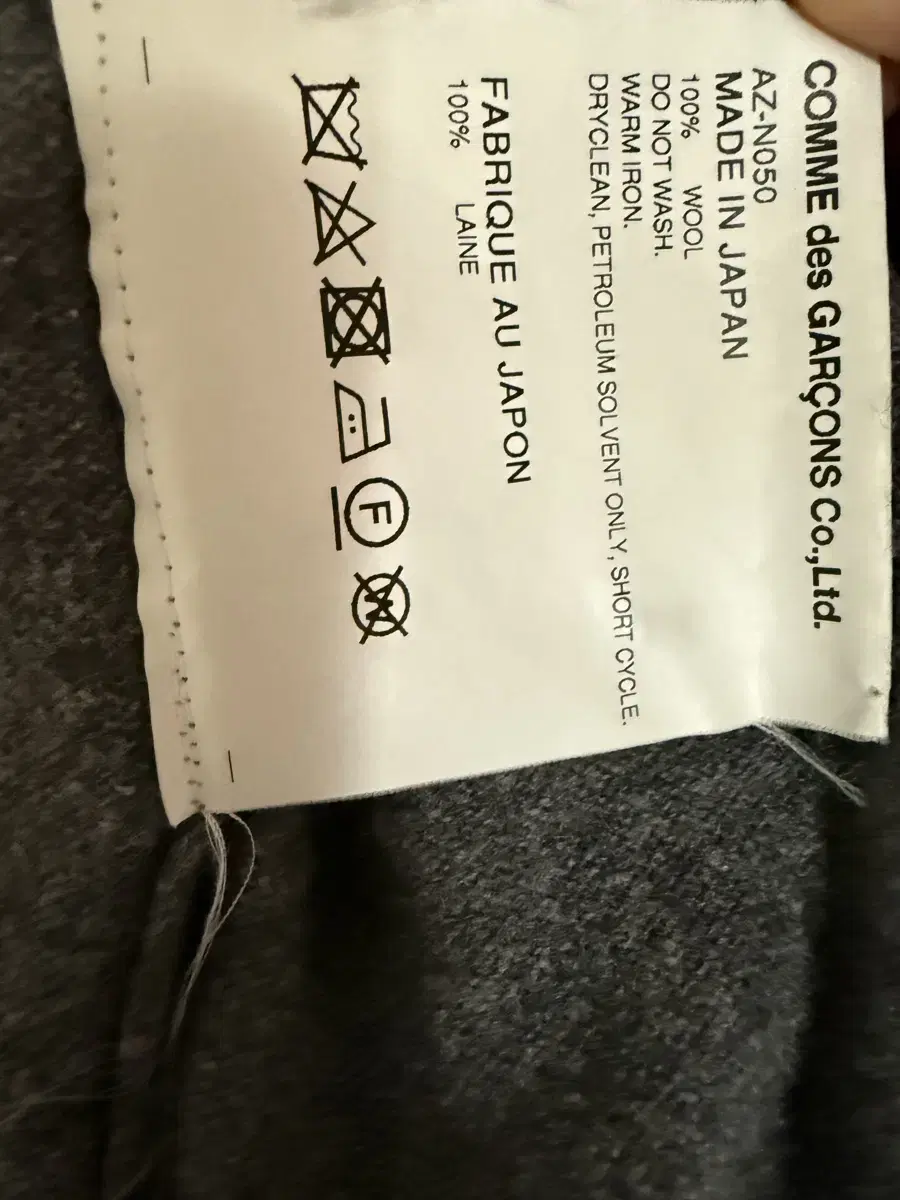 COMME des GARÇONS Co.,Ltd.
AZ-N050
MADE IN JAPAN
100% WOOL
DO NOT WASH.
WARM IRON.
DRYCLEAN, PETROLEUM SOLVENT ONLY, SHORT CYCLE.
FABRIQUE AU JAPON
100% LAINE
F
W